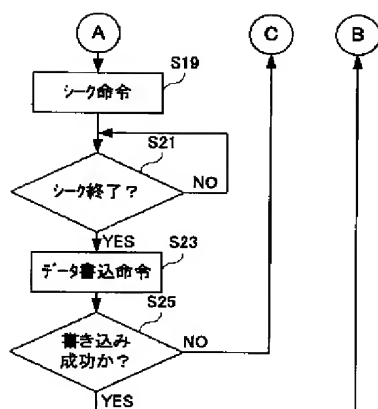 A
C
B
S19
シーク命令
S21
シーク終了?
NO
YES
S23
データ書込命令
S25
書き込み
成功か?
NO
YES